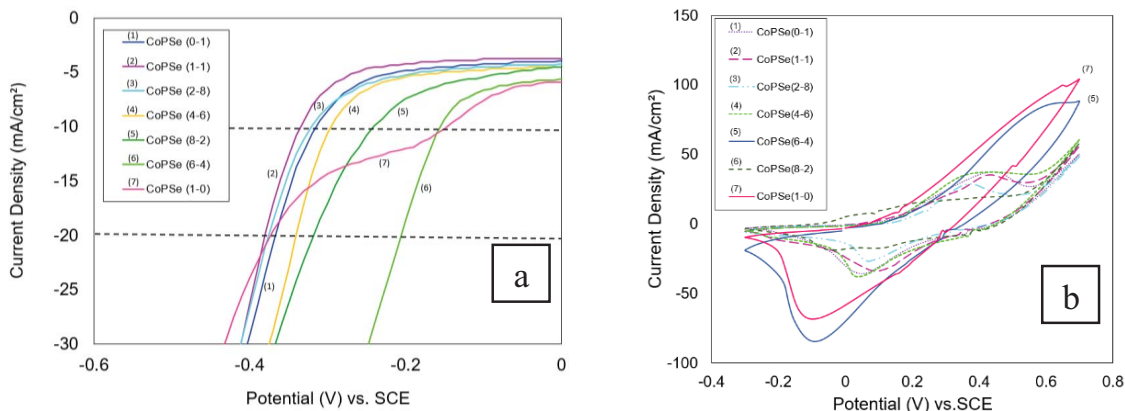 0
-5
-10
-15
-20
-25
-30
Current Density (mA/cm²)
(1) CoPSe (0-1)
(2) CoPSe (1-1)
(3) CoPSe (2-8)
(4) CoPSe (4-6)
(5) CoPSe (8-2)
(6) CoPSe (6-4)
(7) CoPSe (1-0)
(3)
(4)
(5)
(2)
(7)
(6)
(1)
a
-0.6
-0.4
-0.2
0
Potential (V) vs. SCE
150
100
50
0
-50
-100
Current Density (mA/cm²)
(1) CoPSe(0-1)
(2) CoPSe(1-1)
(3) CoPSe(2-8)
(4) CoPSe(4-6)
(5) CoPSe(6-4)
(6) CoPSe(8-2)
(7) CoPSe(1-0)
(7)
(5)
b
-0.4
-0.2
0
0.2
0.4
0.6
0.8
Potential (V) vs.SCE